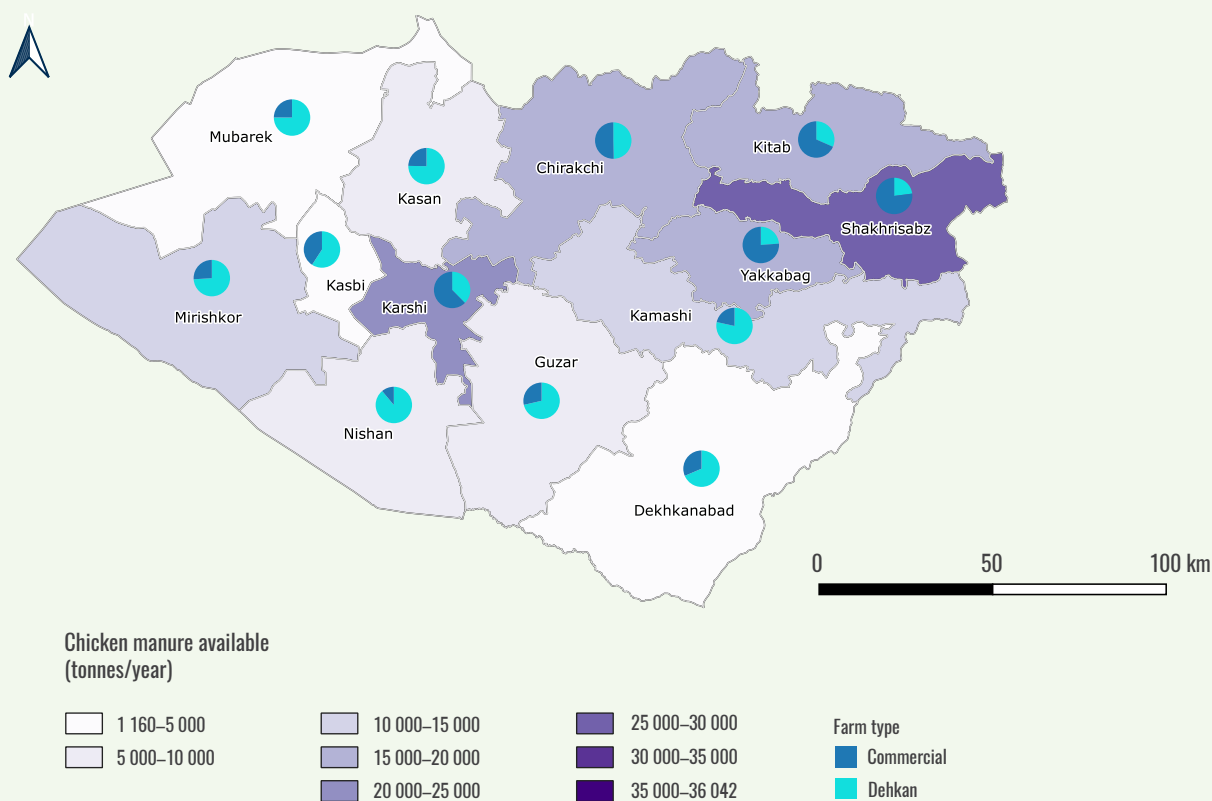 N
Mubarek
Kasan
Chirakchi
Kitab
Shakhrisabz
Kasbi
Karshi
Yakkabag
Mirishkor
Kamashi
Guzar
Nishan
Dekhkanabad
0 50 100 km
Chicken manure available
(tonnes/year)
1 160–5 000
5 000–10 000
10 000–15 000
15 000–20 000
20 000–25 000
25 000–30 000
30 000–35 000
35 000–36 042
Farm type
Commercial
Dehkan